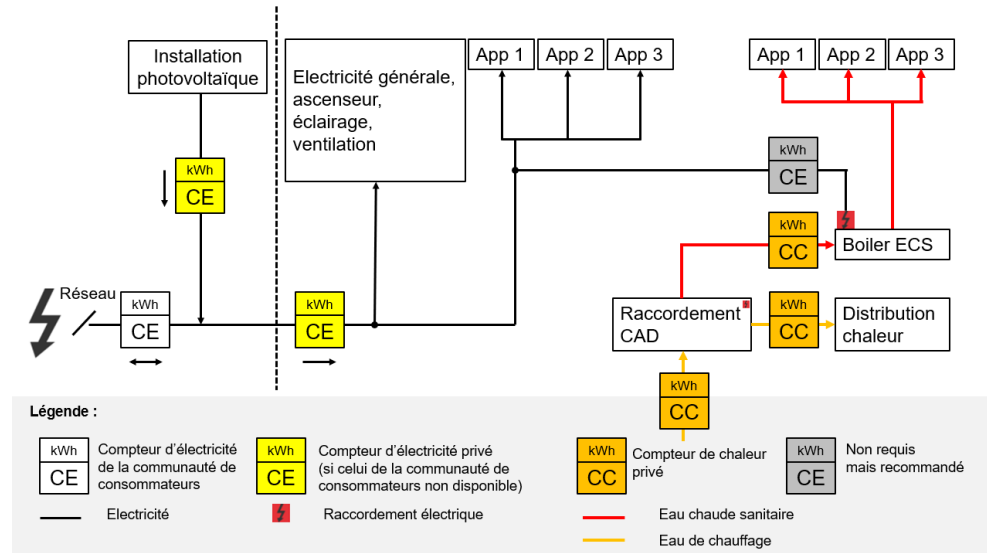 Installation
photovoltaïque
Electricité générale,
ascenseur,
éclairage,
ventilation
App 1
App 2
App 3
App 1
App 2
App 3
kWh
CE
kWh
CE
kWh
CC
Boiler ECS
Réseau
kWh
CE
kWh
CE
Raccordement
CAD
kWh
CC
Distribution
chaleur
kWh
CC
Légende :
kWh
CE
Compteur d'électricité
de la communauté de
consommateurs
kWh
CE
Compteur d'électricité privé
(si celui de la communauté de
consommateurs non disponible)
kWh
CC
Compteur de chaleur
privé
kWh
CE
Non requis
mais recommandé
Electricité
Raccordement électrique
Eau chaude sanitaire
Eau de chauffage